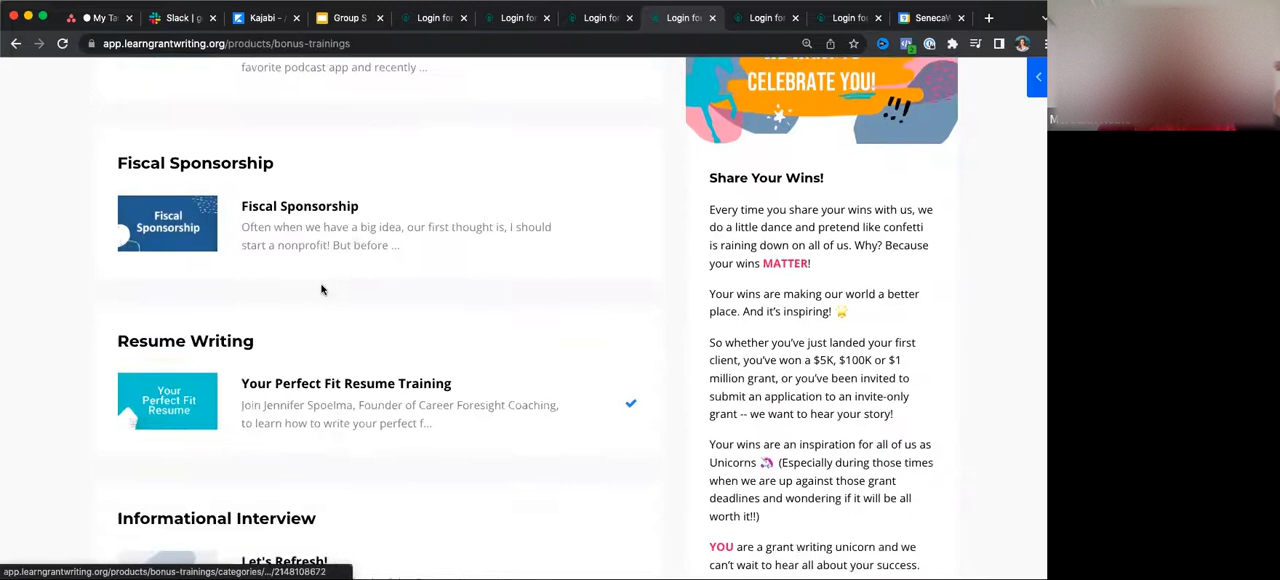 My Ta
Slack | g
Kajabi - /
Group S
Login for
Login for
Login for
Login for
Login for
Login for
SenecaW
app.learngrantwriting.org/products/bonus-trainings
favorite podcast app and recently ...
CELEBRATE YOU!
Fiscal Sponsorship
Fiscal
Sponsorship
Fiscal Sponsorship
Often when we have a big idea, our first thought is, I should
start a nonprofit! But before ...
Resume Writing
Your
Perfect Fit
Resume
Your Perfect Fit Resume Training
Join Jennifer Spoelma, Founder of Career Foresight Coaching,
to learn how to write your perfect f...
Informational Interview
Let's Refresh!
app.learngrantwriting.org/products/bonus-trainings/categories/.../2148108672
Share Your Wins!
Every time you share your wins with us, we
do a little dance and pretend like confetti
is raining down on all of us. Why? Because
your wins MATTER!
Your wins are making our world a better
place. And it's inspiring! 🌟
So whether you've just landed your first
client, you've won a $5K, $100K or $1
million grant, or you've been invited to
submit an application to an invite-only
grant -- we want to hear your story!
Your wins are an inspiration for all of us as
Unicorns 🦄 (Especially during those times
when we are up against those grant
deadlines and wondering if it will be all
worth it!!)
YOU are a grant writing unicorn and we
can't wait to hear all about your success.